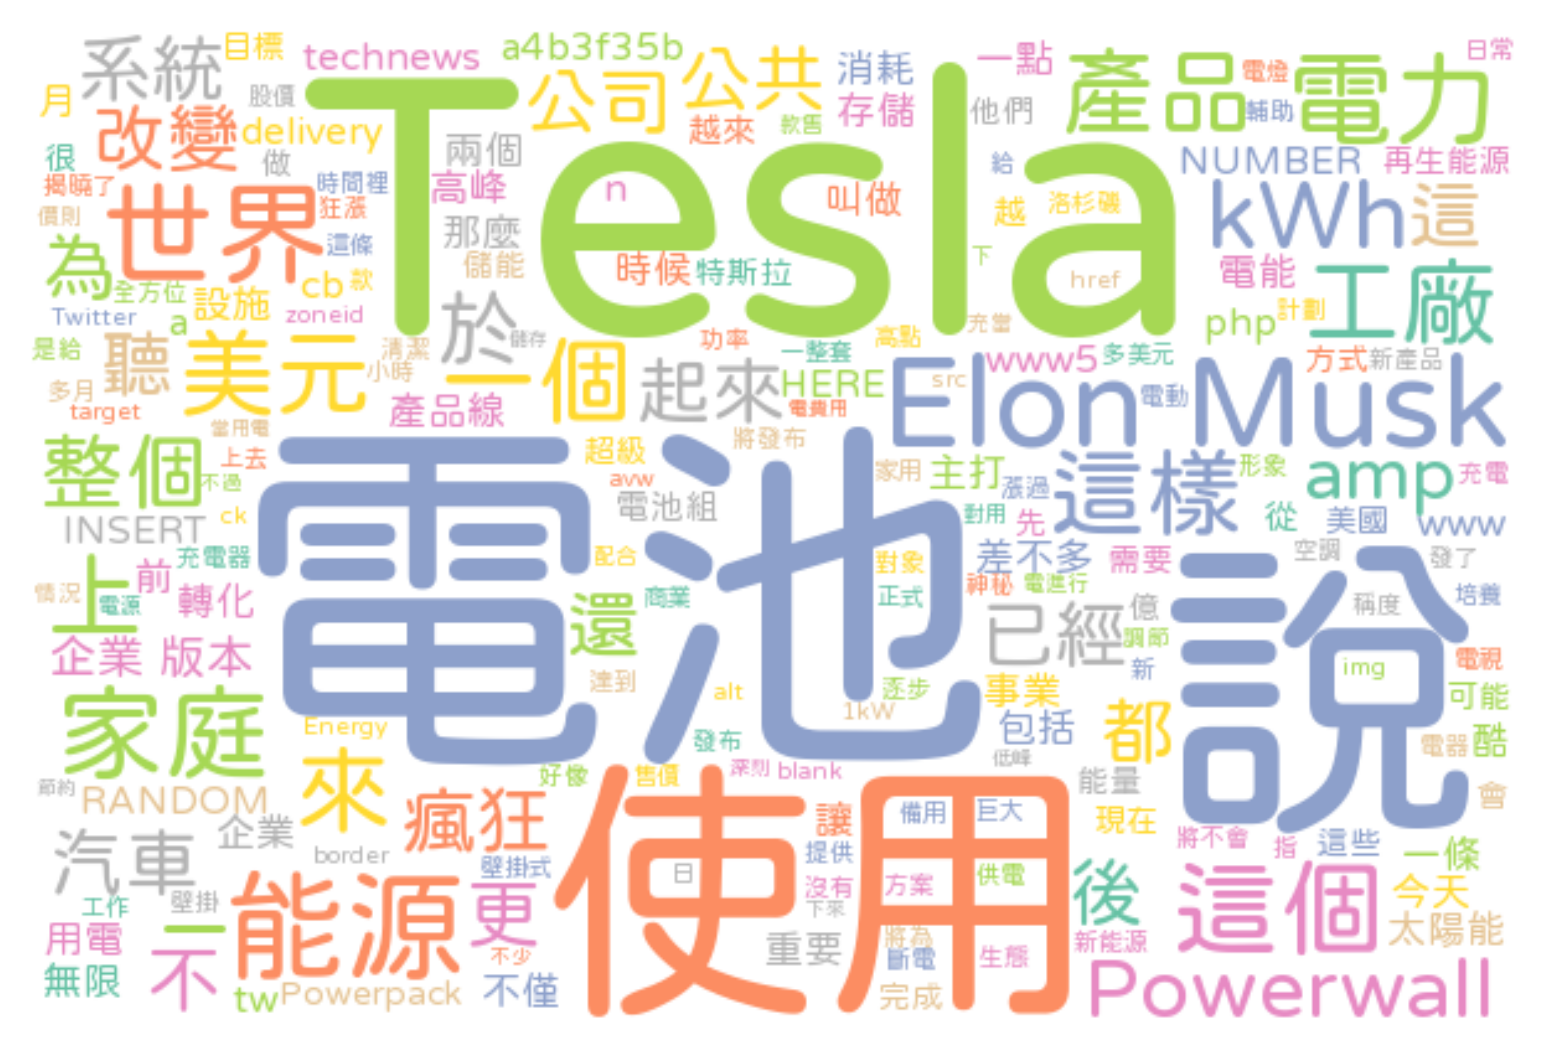 系統 目標 technews a4b3f35b 公司 公共 消耗 一點 產品 電燈 電力 日常
月 股價 改變 delivery 越來 款售 存儲 他們 輔助
很 做 兩個 Tesla 給 NUMBER 再生能源
揭曉了 世界 時間裡 高峰 n 叫做 越 洛杉磯 kWh 這
價則 狂漲 這條 那麼 下
為 全方位 設施 cb 款 儲能 時候 特斯拉 href 電能 工廠
Twitter a zoneid 於 儲存 功率 充當 高點 php 計劃
是給 聽 美元 清潔 小時 一個 起來 一整套 www5 多美元 方式 新產品
多月 target 產品線 HERE 電費用 src Elon Musk 電動
當用電 將發布
整個 上去 不過 電池 超級 avw 家用 主打 漲過 這樣 形象 amp 充電
INSERT ck 電池組 對用 先 從 美國 www
上 前 充電器 配合 對象 差不多 需要 空調 發了
情況 電源 轉化 還 商業 正式 神秘 電進行 說 稱度 培養
企業 版本 已經 億 調節 新 img 電視
家庭 達到 alt 逐步 1kW 事業 包括 都 可能
Energy 來 發布 低峰 電器 酷
節約 RANDOM 好像 售價 深刻 blank 能量 會
汽車 企業 瘋狂 使用 讓 備用 巨大 現在 將不會 指 這些 一條
border 壁掛式 日 提供 供電 後 這個 今天
工作 壁掛 能源 更 沒有 方案 下來 太陽能
用電 不 一 不少 重要 將為 斷電 生態 新能源
無限 tw Powerpack 不僅 完成 Powerwall